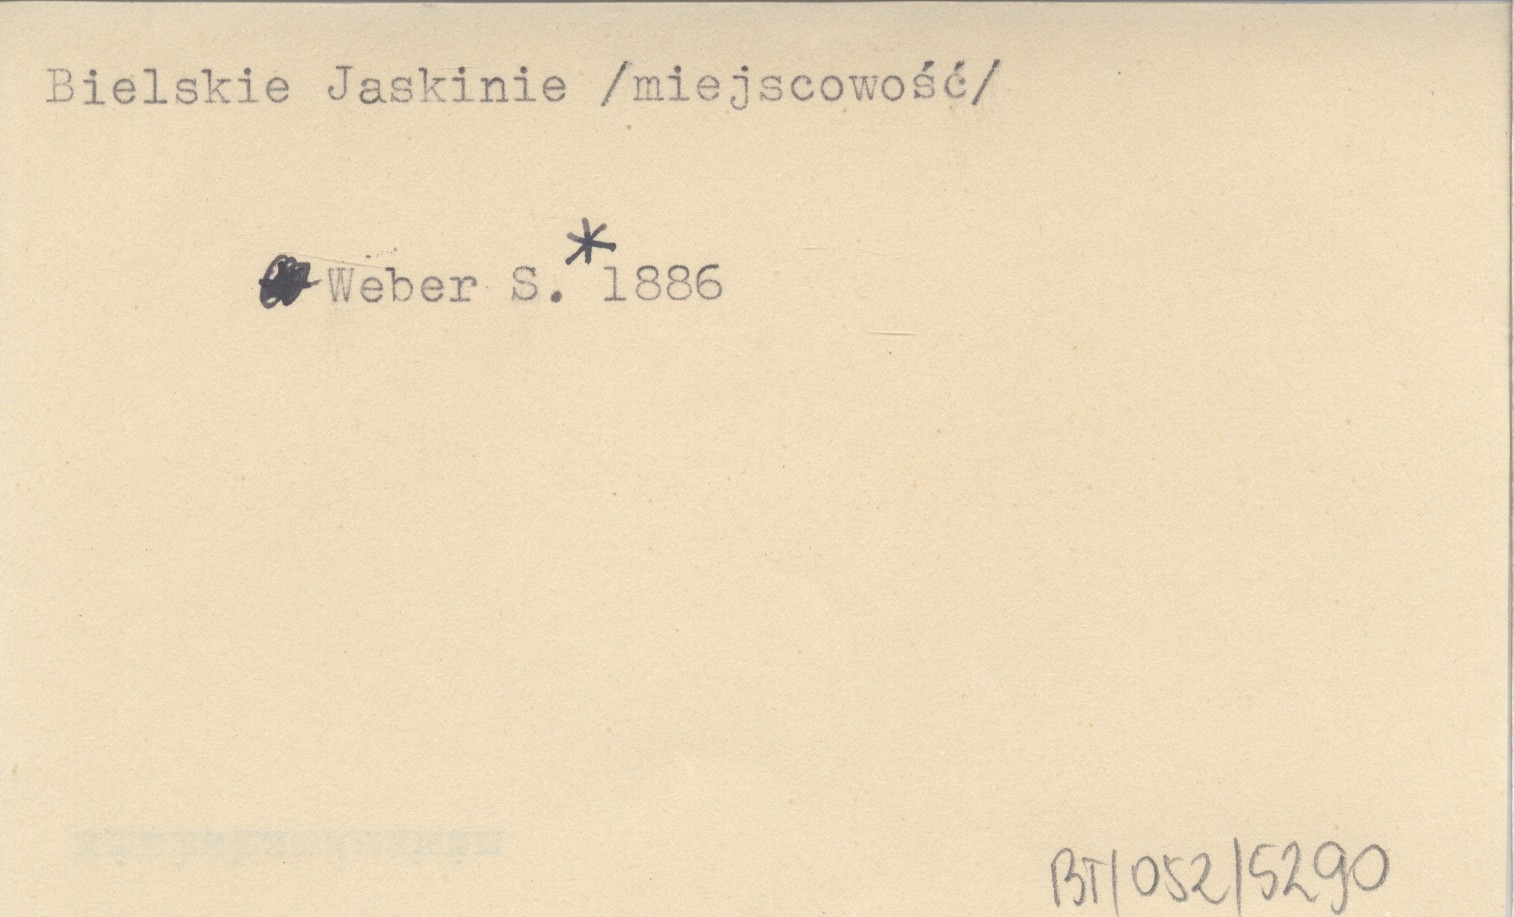 Bielskie Jaskinie /miejscowość/
Weber S.* 1886
BT/052/5290